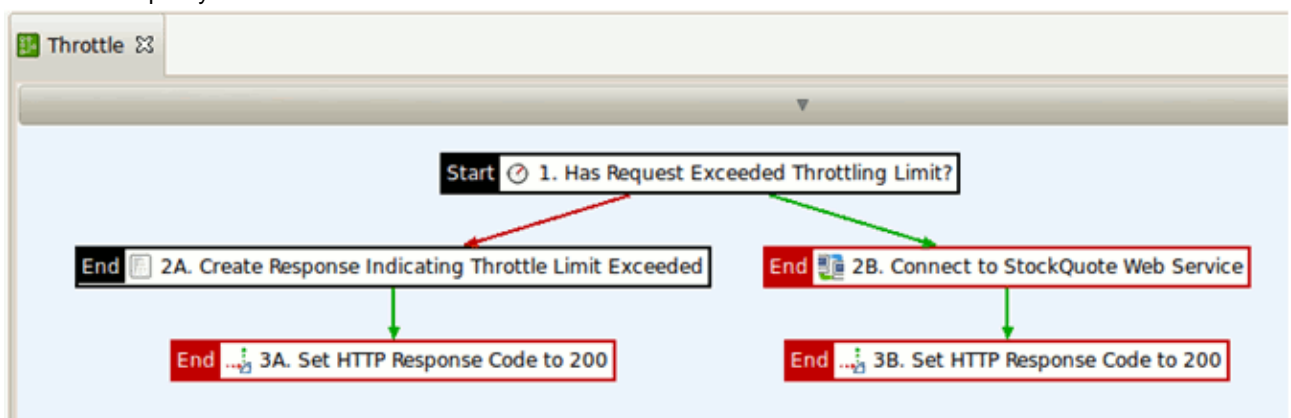 Throttle
Start 1. Has Request Exceeded Throttling Limit?
End 2A. Create Response Indicating Throttle Limit Exceeded
End 2B. Connect to StockQuote Web Service
End 3A. Set HTTP Response Code to 200
End 3B. Set HTTP Response Code to 200